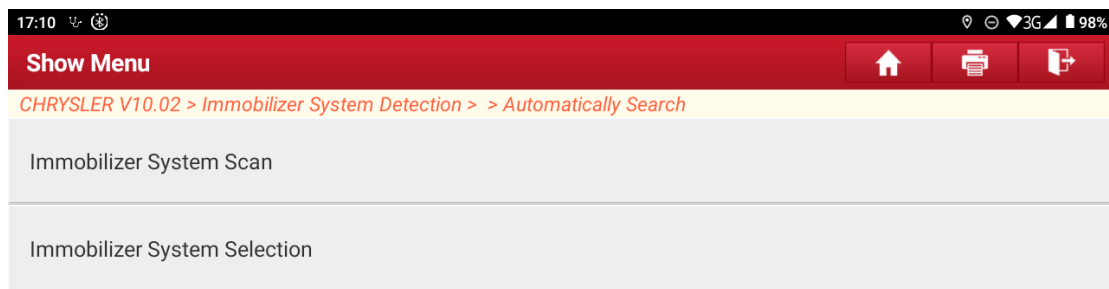 17:10 3G 98%
Show Menu
CHRYSLER V10.02 > Immobilizer System Detection > > Automatically Search
Immobilizer System Scan
Immobilizer System Selection